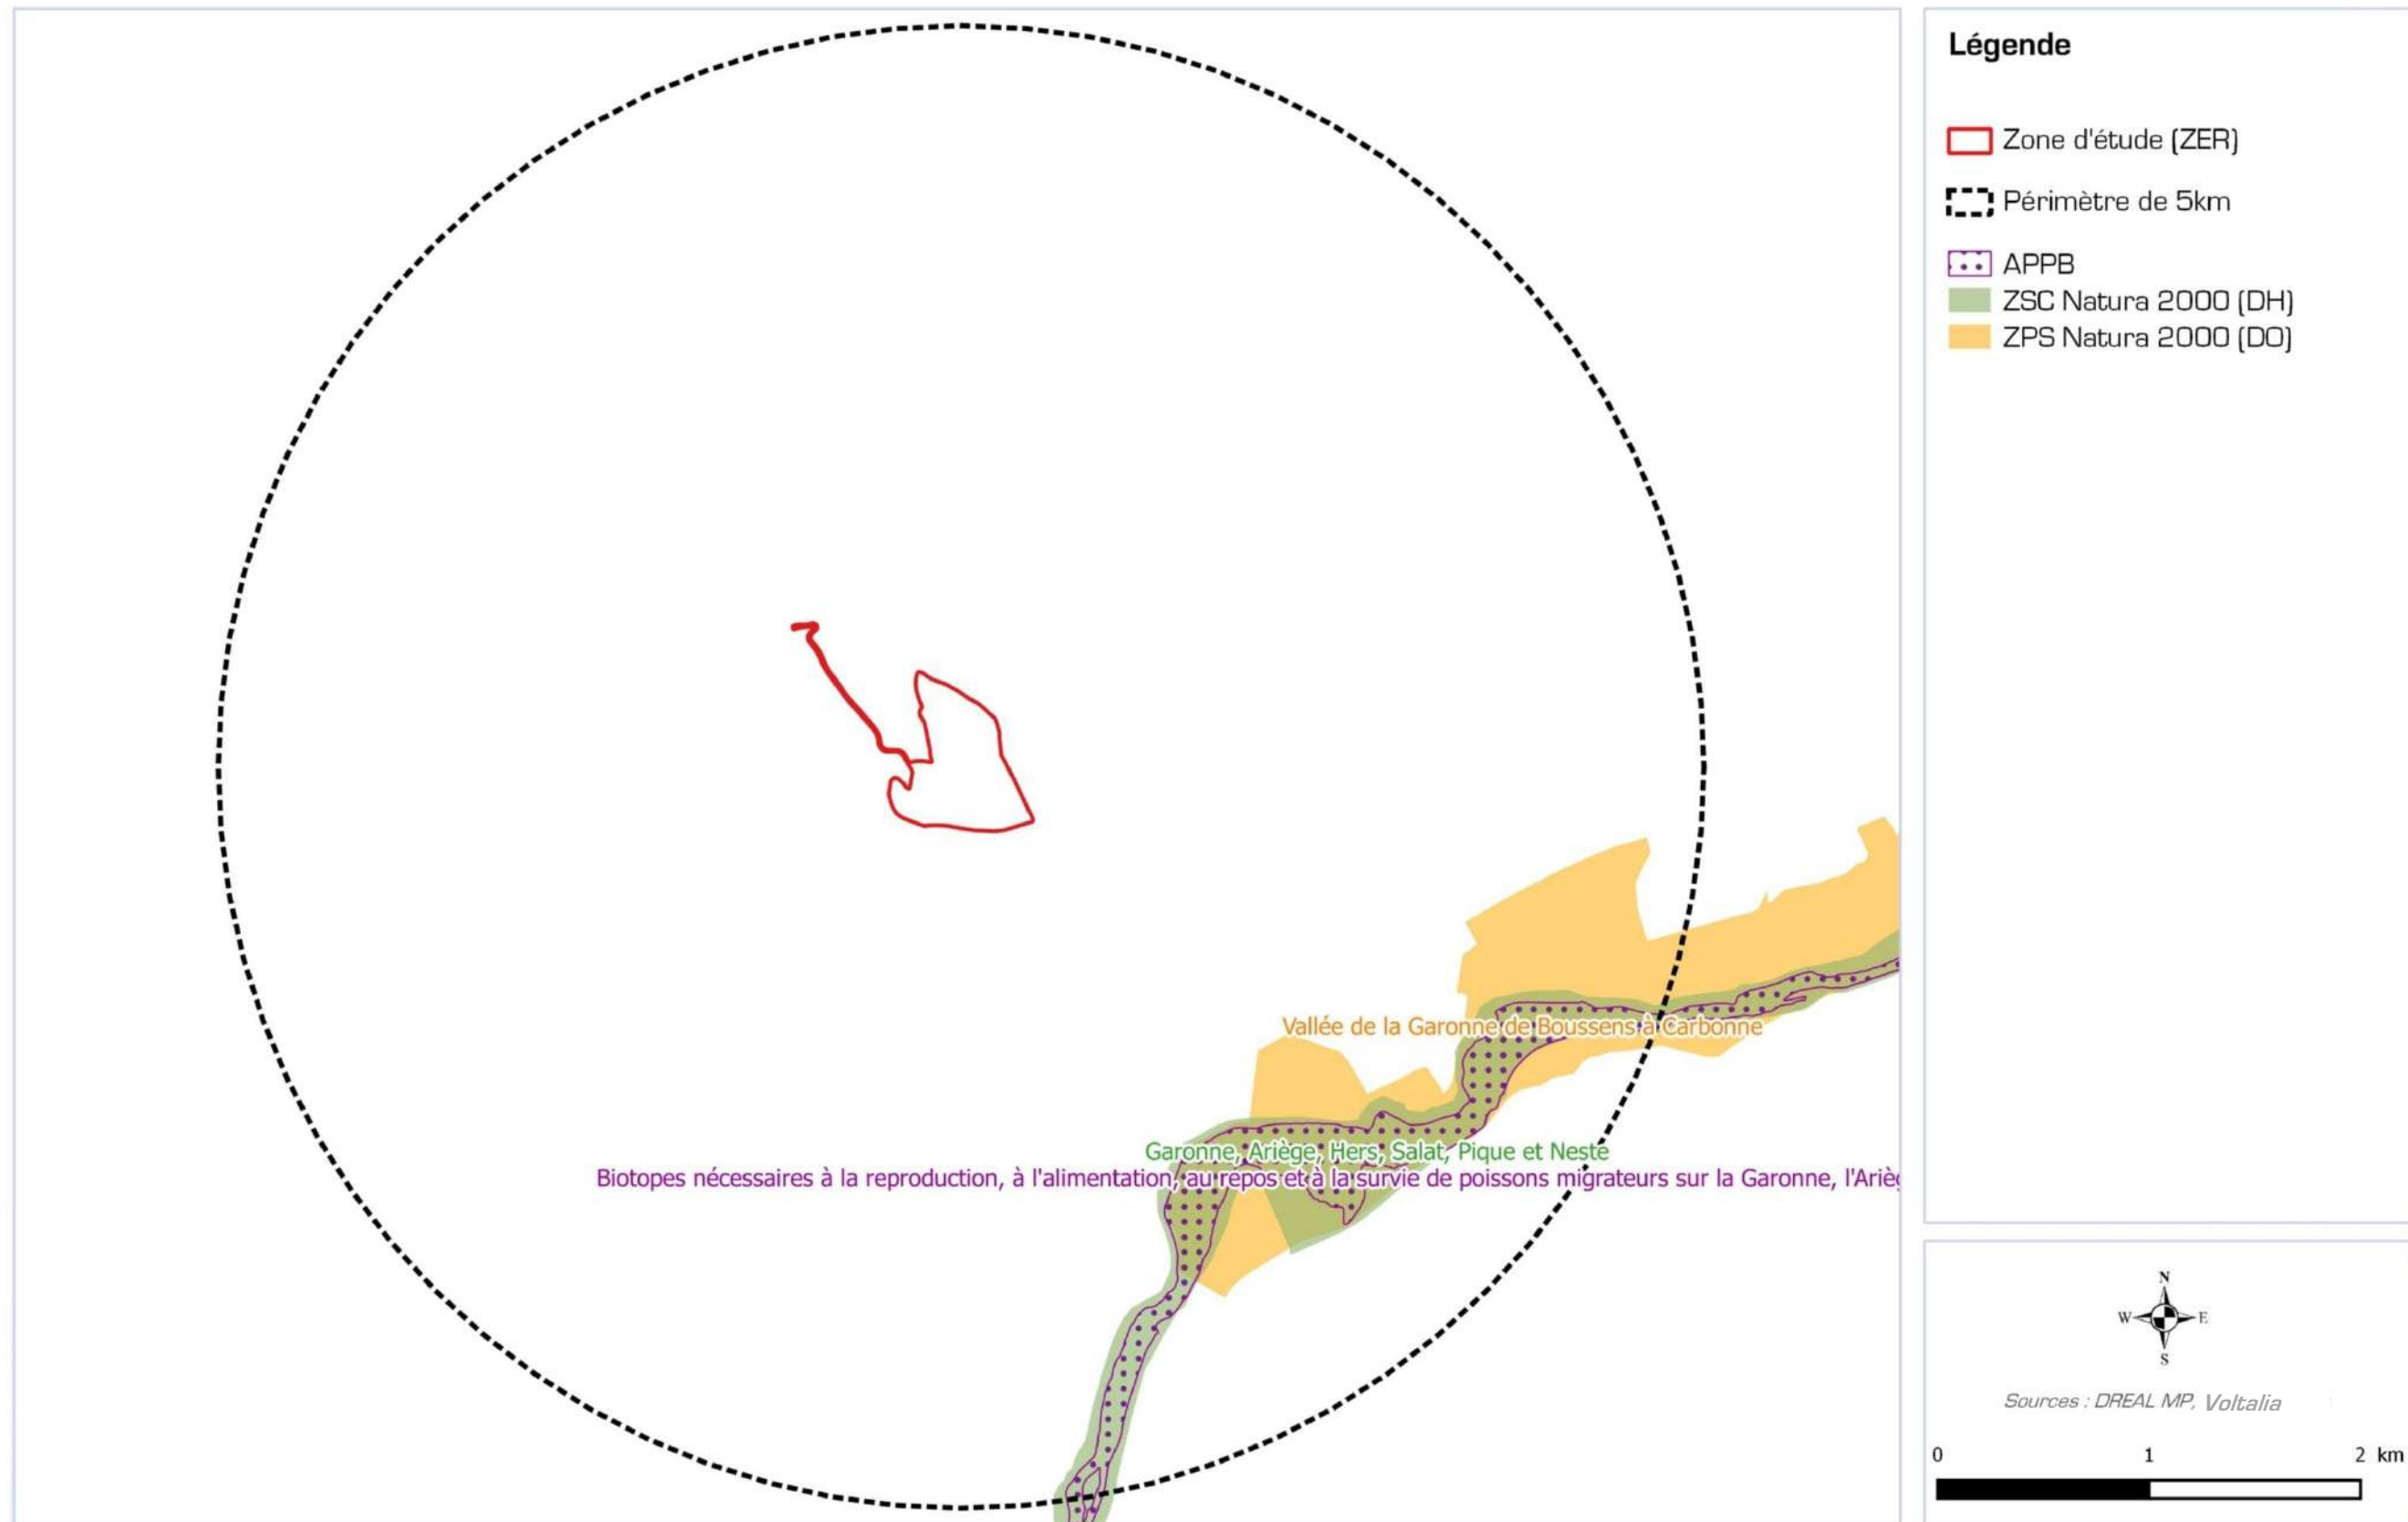 Légende
Zone d'étude (ZER)
Périmètre de 5km
APPB
ZSC Natura 2000 (DH)
ZPS Natura 2000 (DO)
Vallée de la Garonne de Boussens à Carbonne
Garonne, Ariège, Hers, Salat, Pique et Neste
Biotopes nécessaires à la reproduction, à l'alimentation, au repos et à la survie de poissons migrateurs sur la Garonne, l'Ariè
N
W E
S
Sources : DREAL MP, Voltalia
0 1 2 km